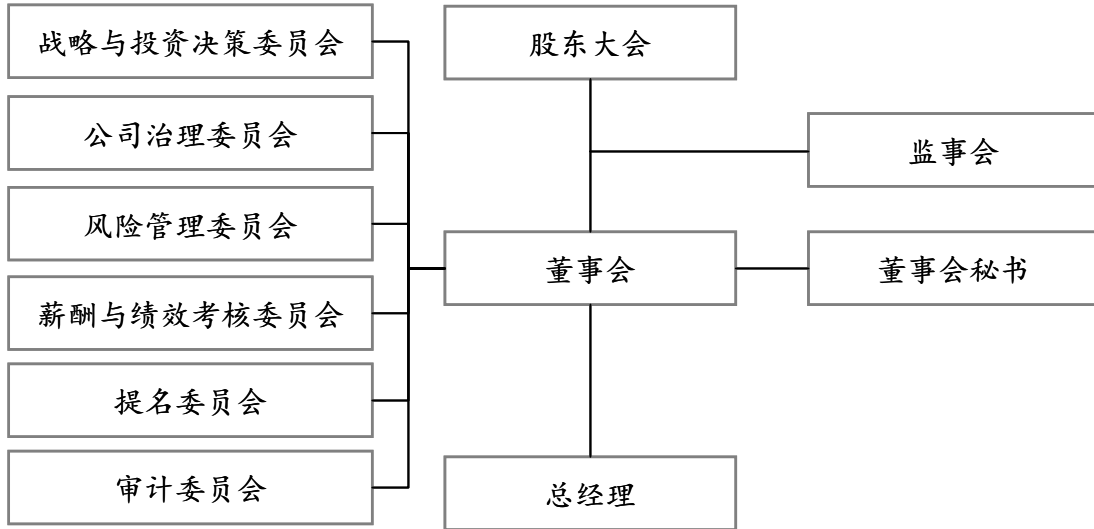 战略与投资决策委员会
公司治理委员会
风险管理委员会
薪酬与绩效考核委员会
提名委员会
审计委员会
股东大会
监事会
董事会
董事会秘书
总经理